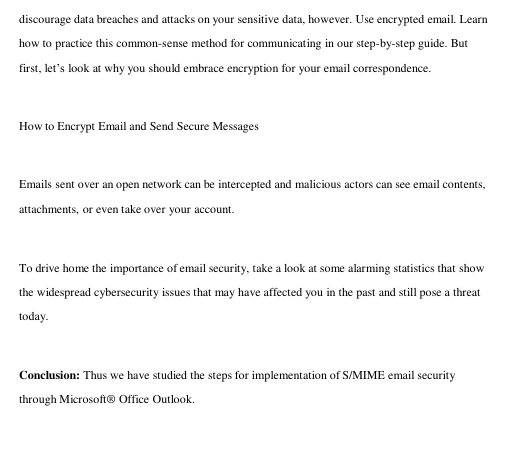 discourage data breaches and attacks on your sensitive data, however. Use encrypted email. Learn
how to practice this common-sense method for communicating in our step-by-step guide. But
first, let’s look at why you should embrace encryption for your email correspondence.
How to Encrypt Email and Send Secure Messages
Emails sent over an open network can be intercepted and malicious actors can see email contents,
attachments, or even take over your account.
To drive home the importance of email security, take a look at some alarming statistics that show
the widespread cybersecurity issues that may have affected you in the past and still pose a threat
today.
Conclusion: Thus we have studied the steps for implementation of S/MIME email security
through Microsoft® Office Outlook.